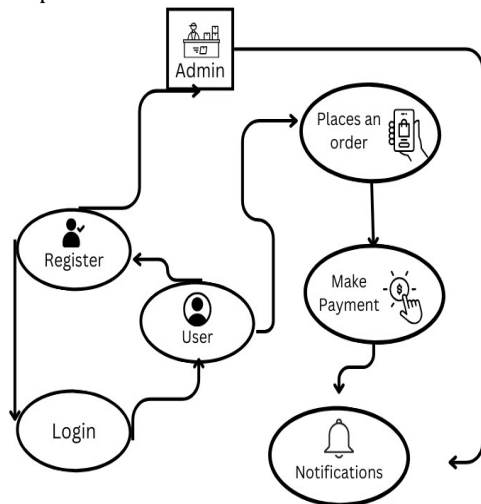 Admin
Places an
order
Register
Make
Payment
User
Login
Notifications